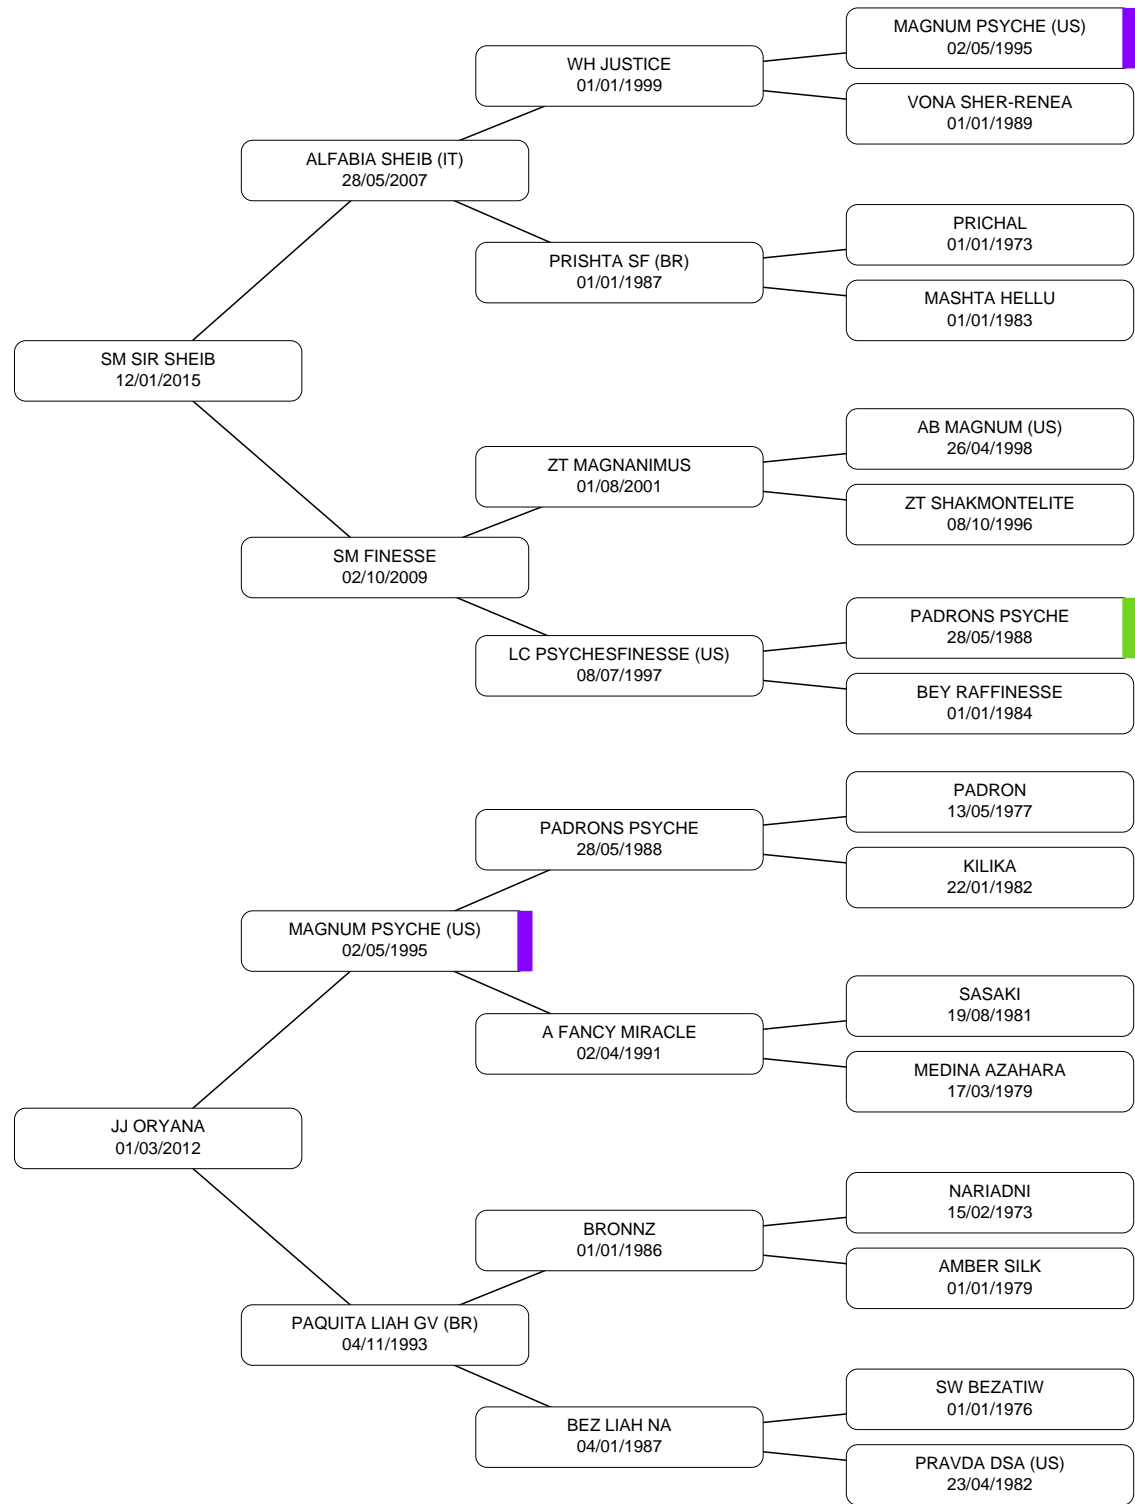 MAGNUM PSYCHE (US)
02/05/1995
WH JUSTICE
01/01/1999
VONA SHER-RENEA
01/01/1989
ALFABIA SHEIB (IT)
28/05/2007
PRICHAL
01/01/1973
PRISHTA SF (BR)
01/01/1987
MASHTA HELLU
01/01/1983
SM SIR SHEIB
12/01/2015
AB MAGNUM (US)
26/04/1998
ZT MAGNANIMUS
01/08/2001
ZT SHAKMONTELITE
08/10/1996
SM FINESSE
02/10/2009
PADRONS PSYCHE
28/05/1988
LC PSYCHESFINESSE (US)
08/07/1997
BEY RAFFINESSE
01/01/1984
PADRON
13/05/1977
PADRONS PSYCHE
28/05/1988
KILIKA
22/01/1982
MAGNUM PSYCHE (US)
02/05/1995
SASAKI
19/08/1981
A FANCY MIRACLE
02/04/1991
MEDINA AZAHARA
17/03/1979
JJ ORYANA
01/03/2012
NARIADNI
15/02/1973
BRONNZ
01/01/1986
AMBER SILK
01/01/1979
PAQUITA LIAH GV (BR)
04/11/1993
SW BEZATIW
01/01/1976
BEZ LIAH NA
04/01/1987
PRAVDA DSA (US)
23/04/1982